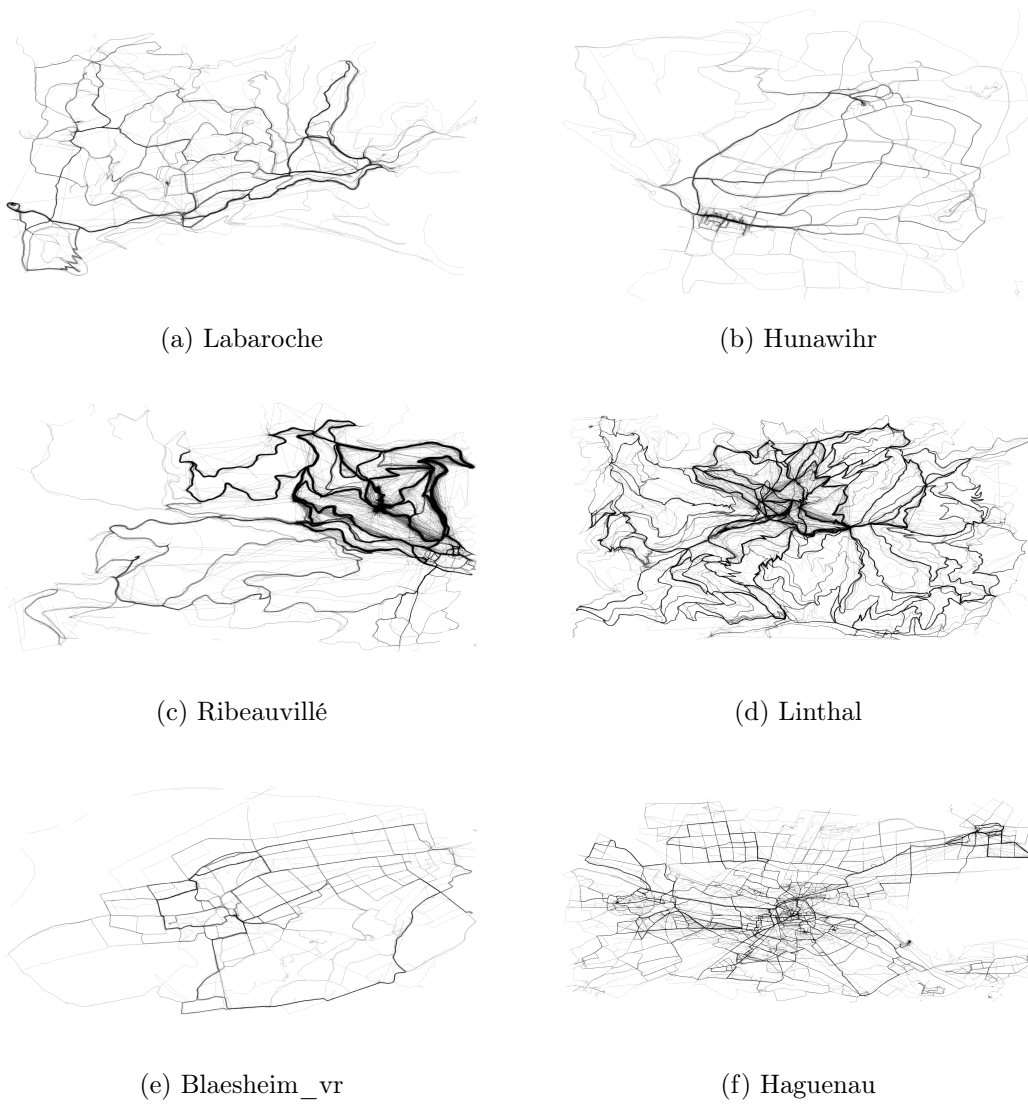 (a) Labaroche
(b) Hunawihr
(c) Ribeauvillé
(d) Linthal
(e) Blaesheim_vr
(f) Haguenau